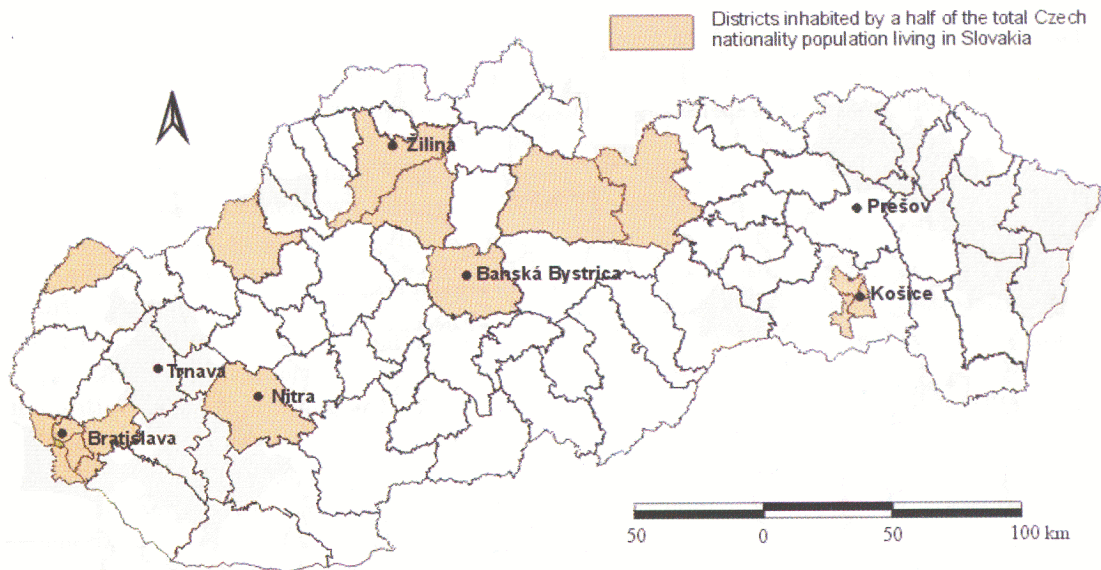 Districts inhabited by a half of the total Czech
nationality population living in Slovakia
Žilina
Prešov
Banská Bystrica
Košice
Trnava
Nitra
Bratislava
50 0 50 100 km